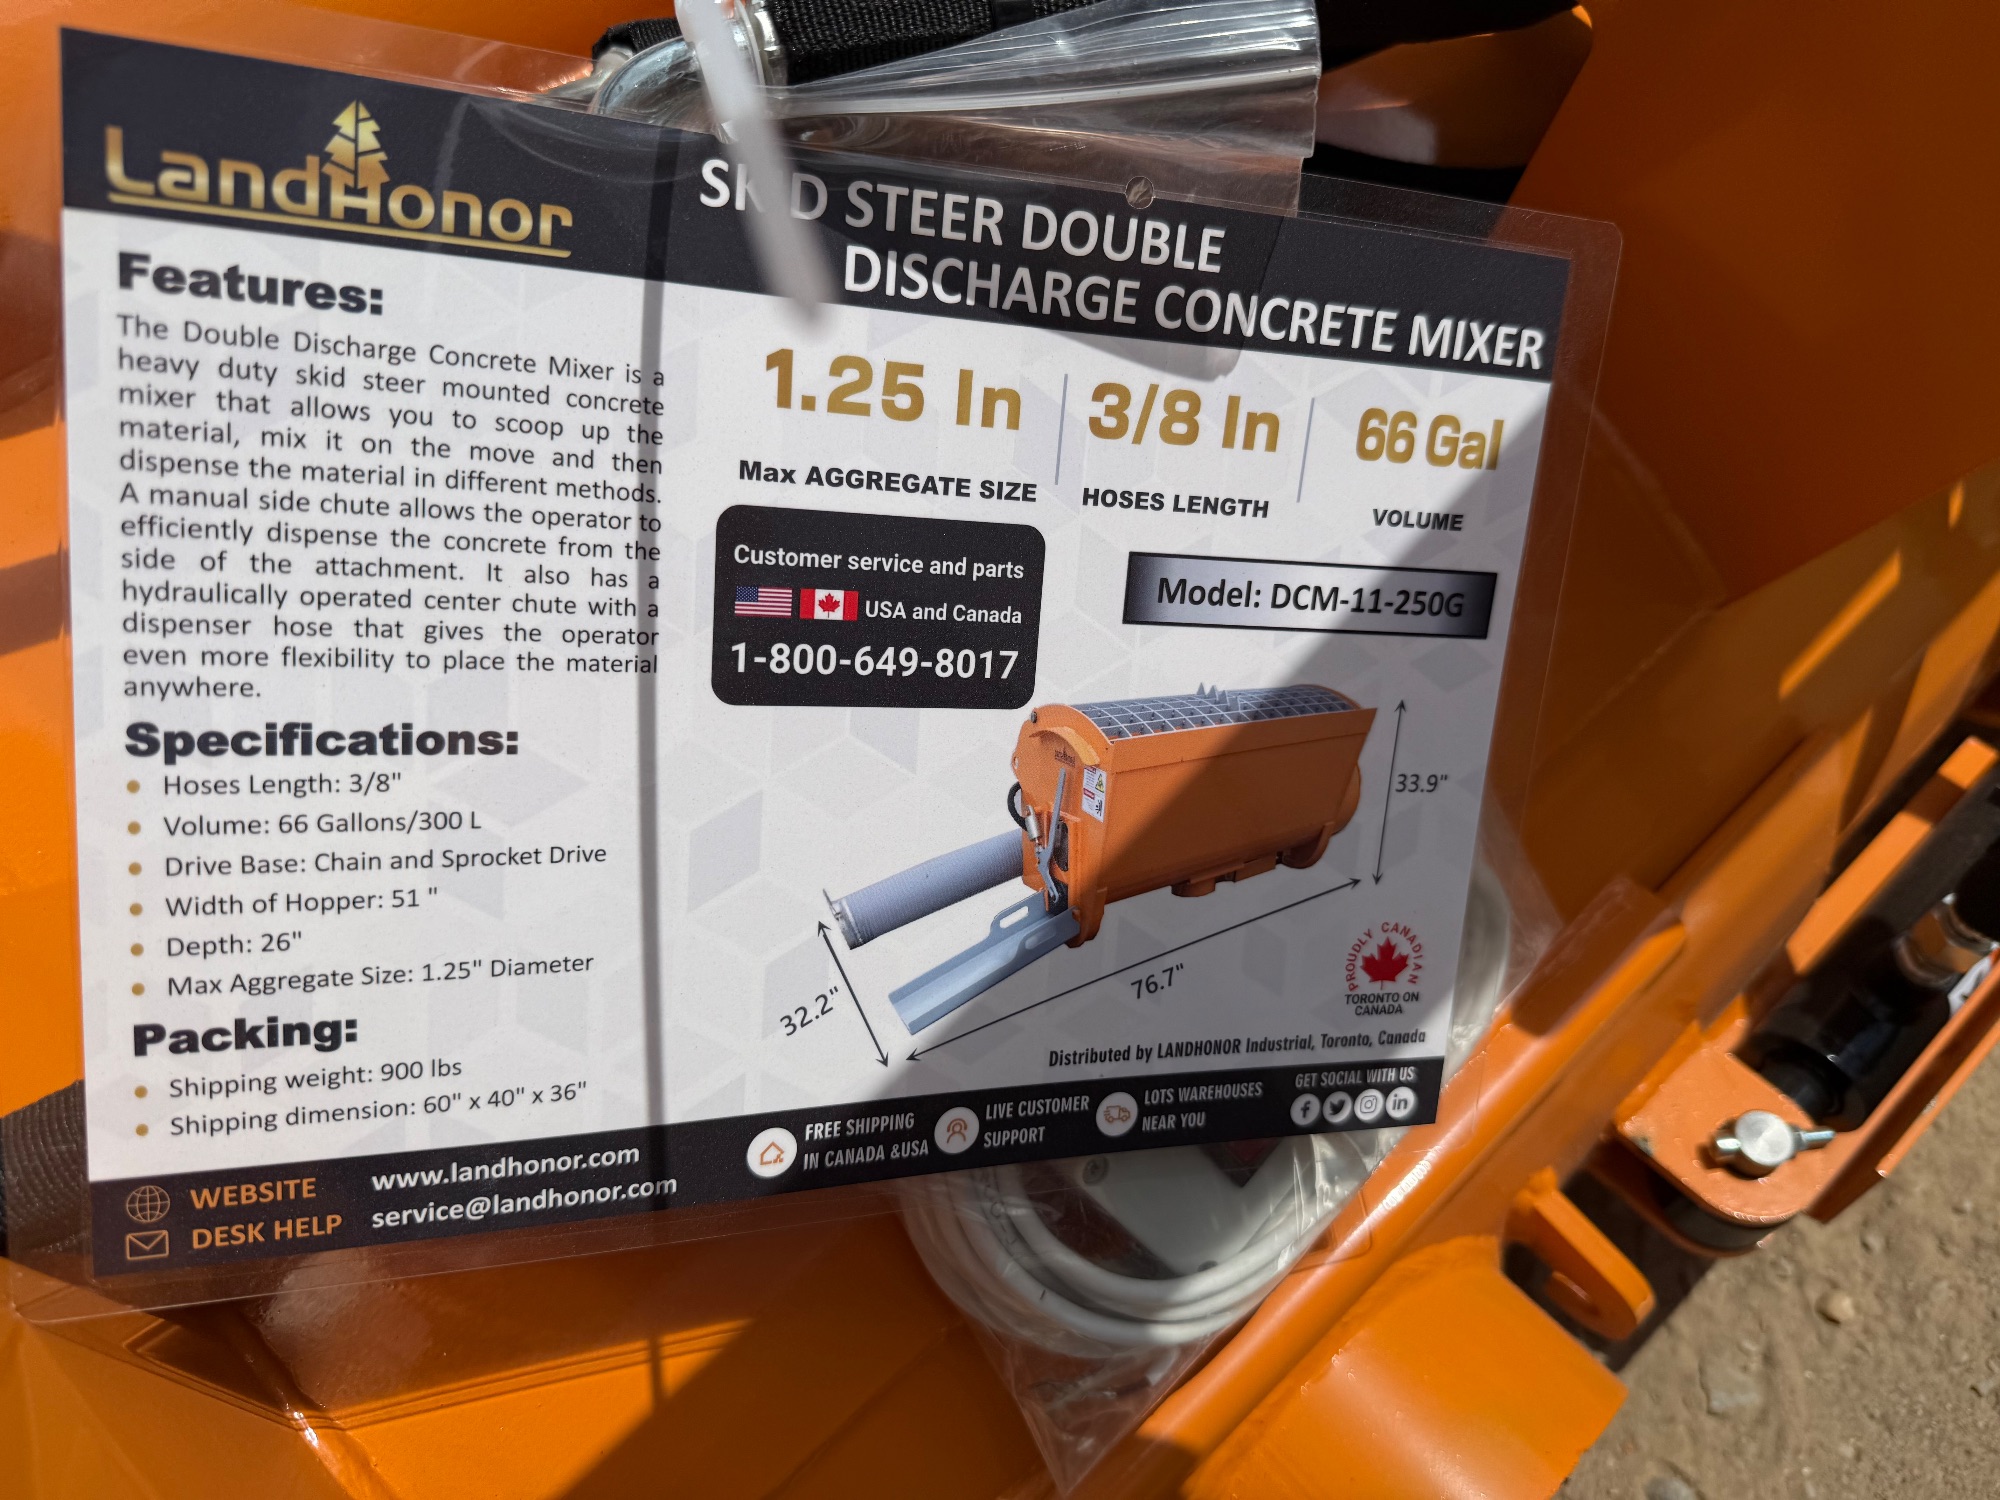 LandHonor
SKID STEER DOUBLE
DISCHARGE CONCRETE MIXER
Features:
The Double Discharge Concrete Mixer is a
heavy duty skid steer mounted concrete
mixer that allows you to scoop up the
material, mix it on the move and then
dispense the material in different methods.
A manual side chute allows the operator to
efficiently dispense the concrete from the
side of the attachment. It also has a
hydraulically operated center chute with a
dispenser hose that gives the operator
even more flexibility to place the material
anywhere.
Specifications:
Hoses Length: 3/8"
Volume: 66 Gallons/300 L
Drive Base: Chain and Sprocket Drive
Width of Hopper: 51 "
Depth: 26"
Max Aggregate Size: 1.25" Diameter
Packing:
Shipping weight: 900 lbs
Shipping dimension: 60" x 40" x 36"
1.25 In
Max AGGREGATE SIZE
3/8 In
HOSES LENGTH
66 Gal
VOLUME
Customer service and parts
USA and Canada
1-800-649-8017
Model: DCM-11-250G
33.9"
76.7"
32.2"
PROUDLY CANADIAN
TORONTO ON
CANADA
Distributed by LANDHONOR Industrial, Toronto, Canada
WEBSITE
www.landhonor.com
DESK HELP
service@landhonor.com
FREE SHIPPING
IN CANADA &USA
LIVE CUSTOMER
SUPPORT
LOTS WAREHOUSES
NEAR YOU
GET SOCIAL WITH US